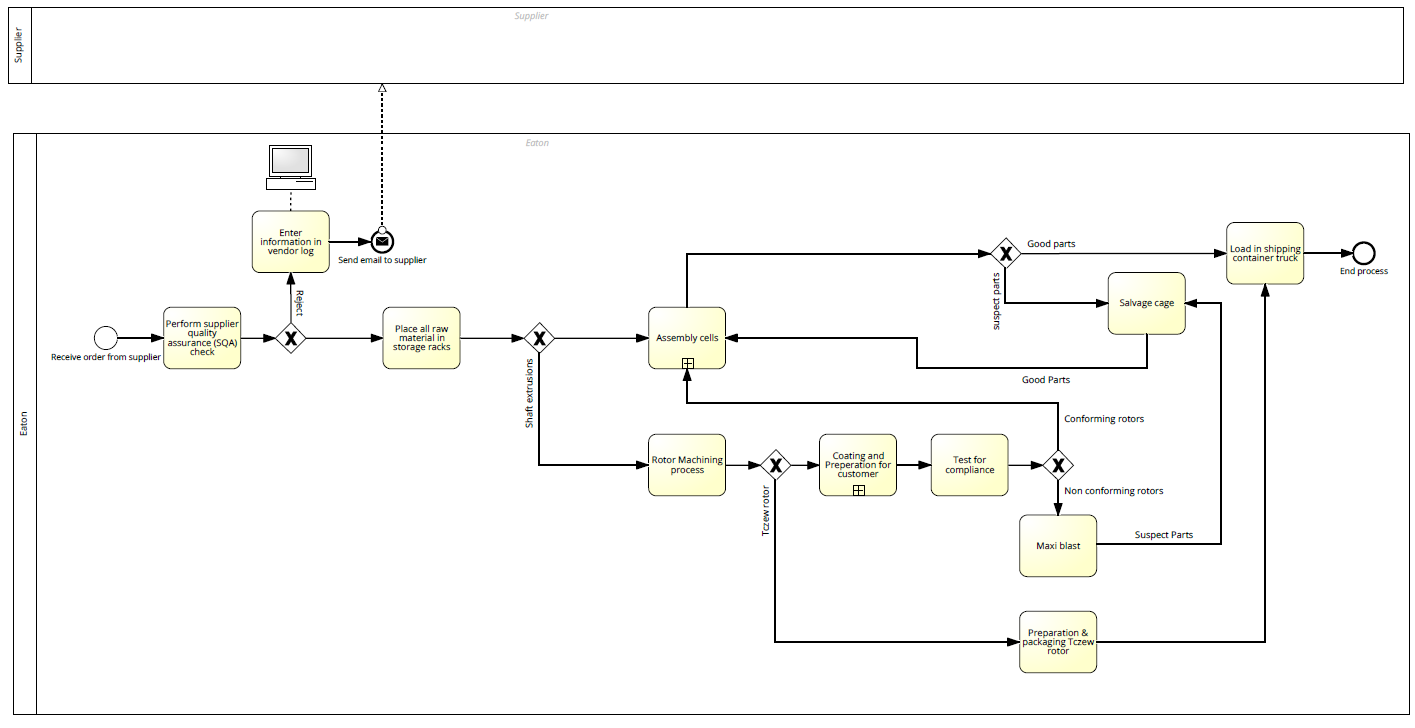 Supplier
Supplier
Eaton
Eaton
Enter
information in
vendor log
Send email to supplier
Reject
Receive order from supplier
Perform supplier
quality
assurance (SQA)
check
Place all raw
material in
storage racks
Shaft extrusions
Assembly cells
Good parts
suspect parts
Load in shipping
container truck
End process
Salvage cage
Good Parts
Conforming rotors
Rotor Machining
process
Tczew rotor
Coating and
Preperation for
customer
Test for
compliance
Non conforming rotors
Maxi blast
Suspect Parts
Preparation &
packaging Tczew
rotor